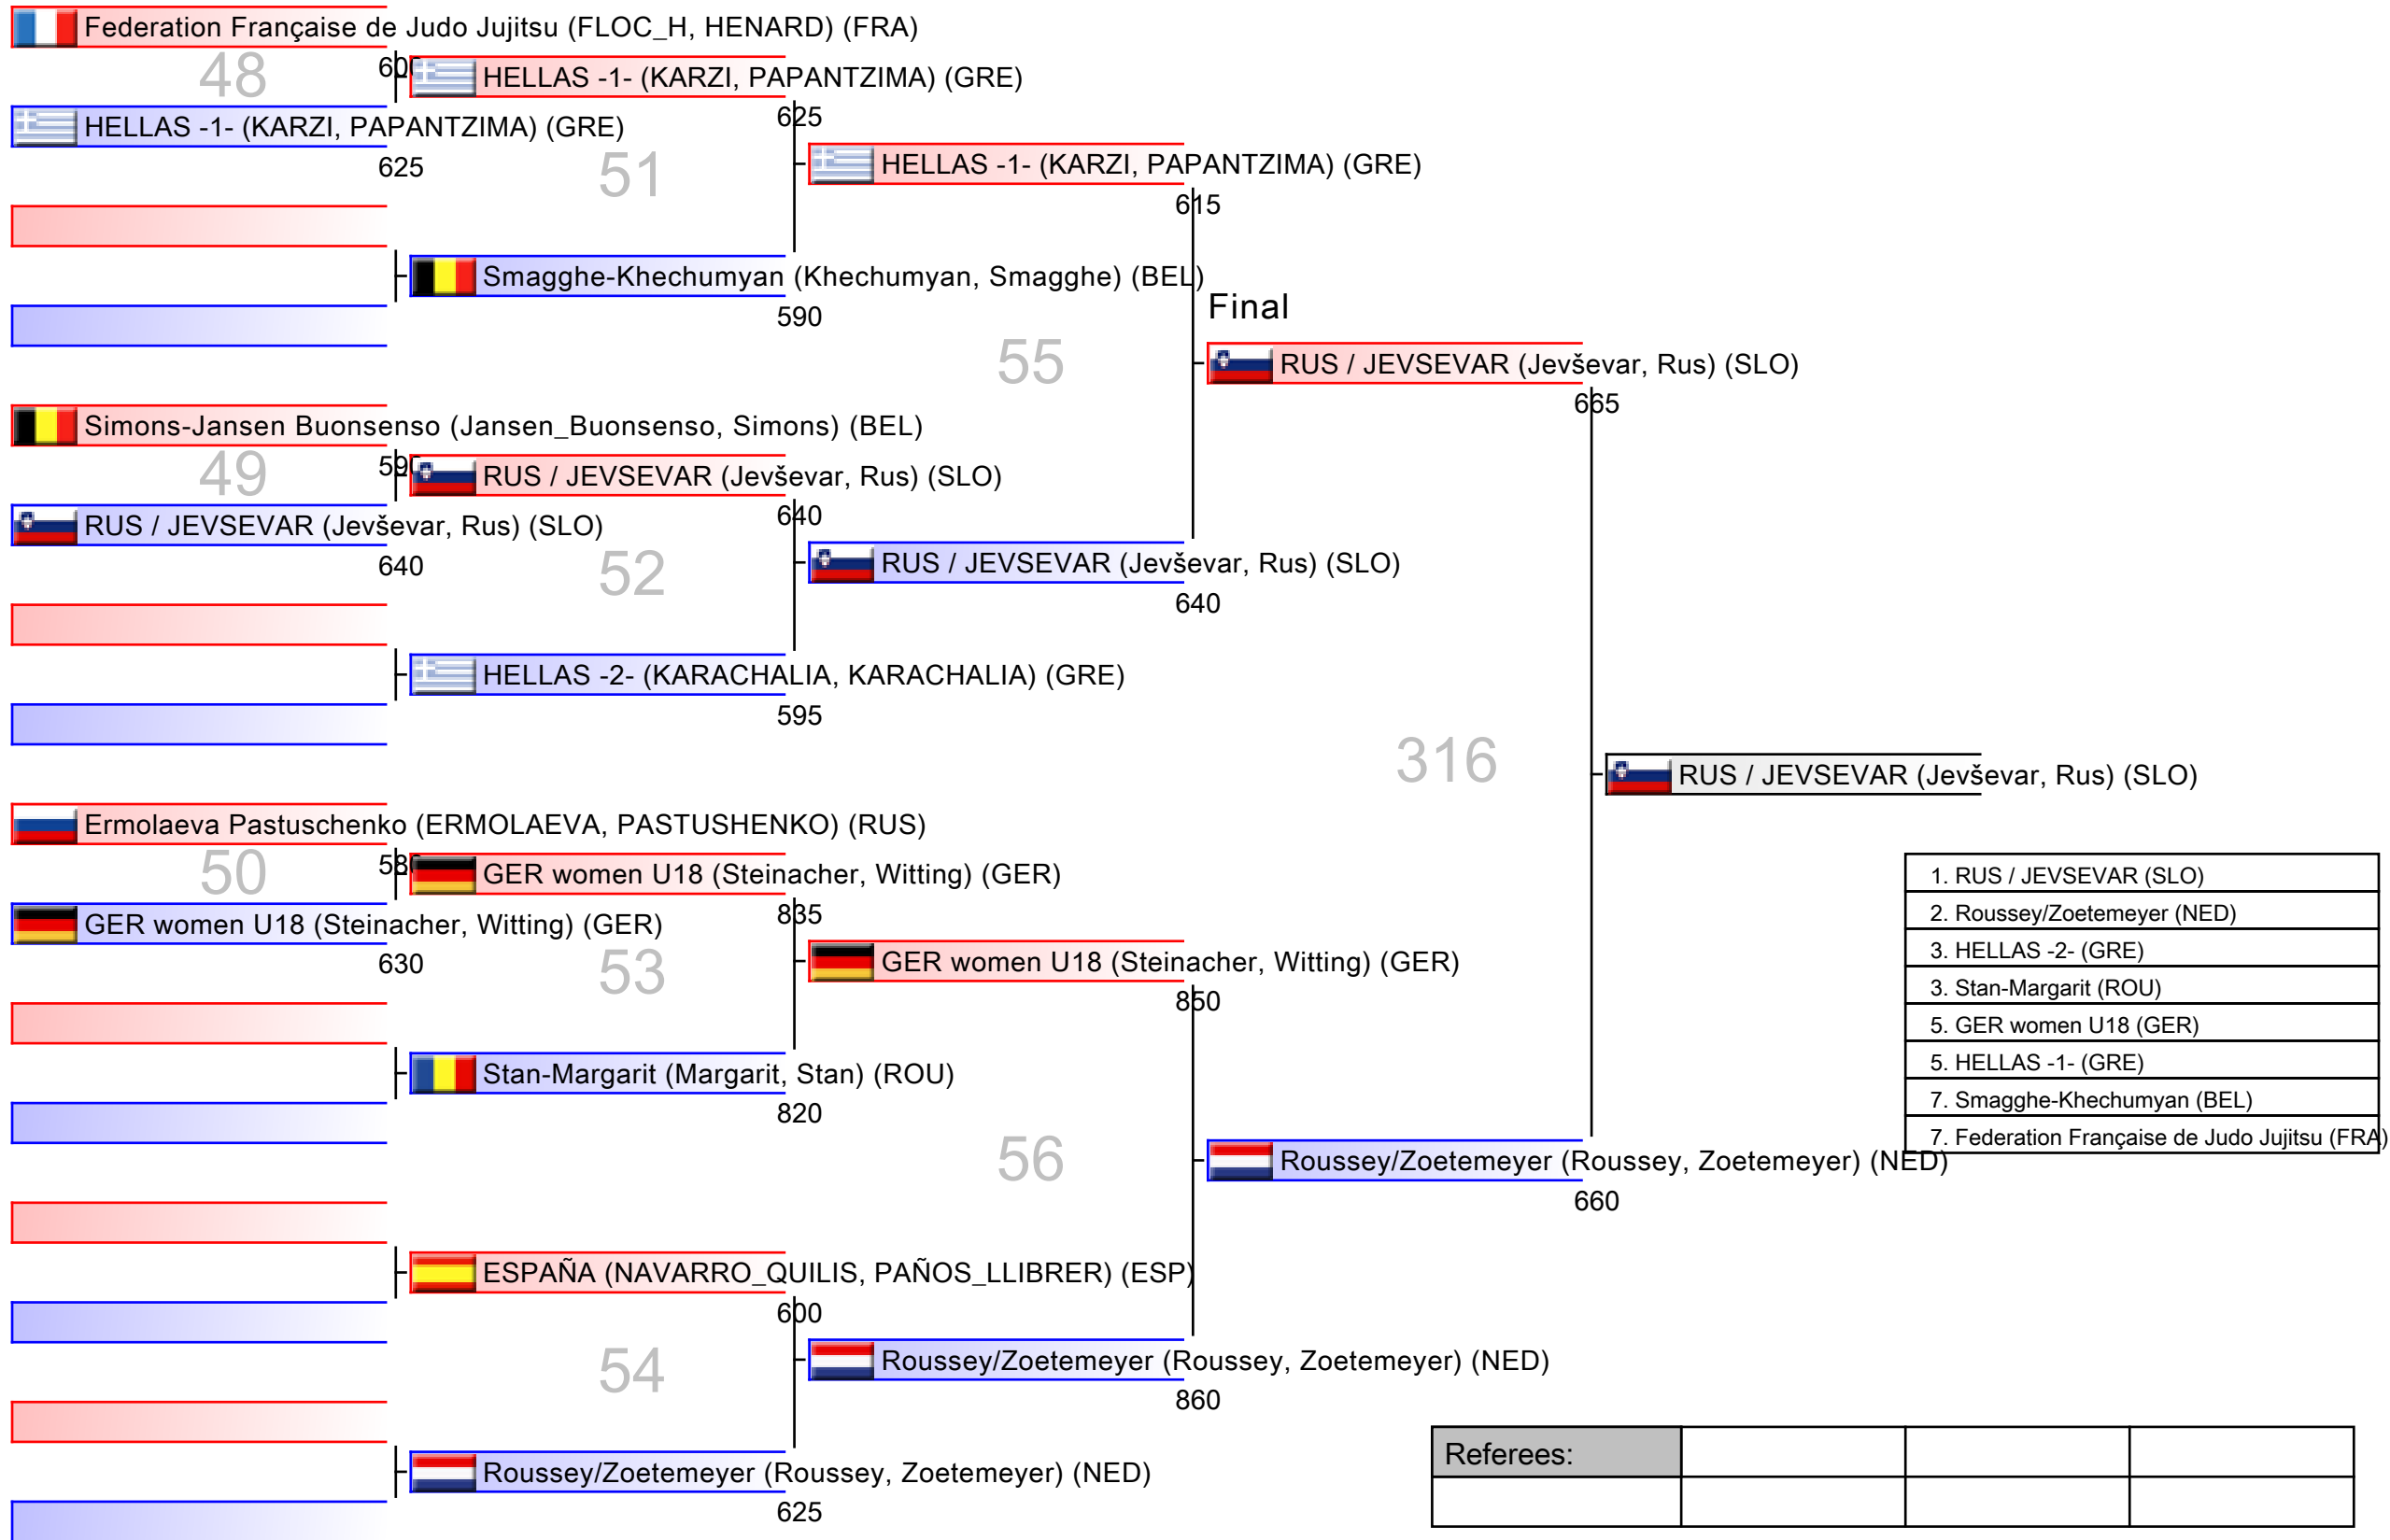 Federation Française de Judo Jujitsu (FLOC_H, HENARD) (FRA)
48
HELLAS -1- (KARZI, PAPANTZIMA) (GRE)
625
HELLAS -1- (KARZI, PAPANTZIMA) (GRE)
625
51
HELLAS -1- (KARZI, PAPANTZIMA) (GRE)
615
Smagghe-Khechumyan (Khechumyan, Smagghe) (BEL)
590
Final
55
RUS / JEVSEVAR (Jevševar, Rus) (SLO)
665
Simons-Jansen Buonsenso (Jansen_Buonsenso, Simons) (BEL)
49
RUS / JEVSEVAR (Jevševar, Rus) (SLO)
640
RUS / JEVSEVAR (Jevševar, Rus) (SLO)
640
52
RUS / JEVSEVAR (Jevševar, Rus) (SLO)
640
HELLAS -2- (KARACHALIA, KARACHALIA) (GRE)
595
316
RUS / JEVSEVAR (Jevševar, Rus) (SLO)
Ermolaeva Pastuschenko (ERMOLAEVA, PASTUSHENKO) (RUS)
50
GER women U18 (Steinacher, Witting) (GER)
835
GER women U18 (Steinacher, Witting) (GER)
630
53
GER women U18 (Steinacher, Witting) (GER)
850
Stan-Margarit (Margarit, Stan) (ROU)
820
56
Roussey/Zoetemeyer (Roussey, Zoetemeyer) (NED)
660
ESPAÑA (NAVARRO_QUILIS, PAÑOS_LLIBRER) (ESP)
600
54
Roussey/Zoetemeyer (Roussey, Zoetemeyer) (NED)
860
Roussey/Zoetemeyer (Roussey, Zoetemeyer) (NED)
625
1. RUS / JEVSEVAR (SLO)
2. Roussey/Zoetemeyer (NED)
3. HELLAS -2- (GRE)
3. Stan-Margarit (ROU)
5. GER women U18 (GER)
5. HELLAS -1- (GRE)
7. Smagghe-Khechumyan (BEL)
7. Federation Française de Judo Jujitsu (FRA)
Referees: